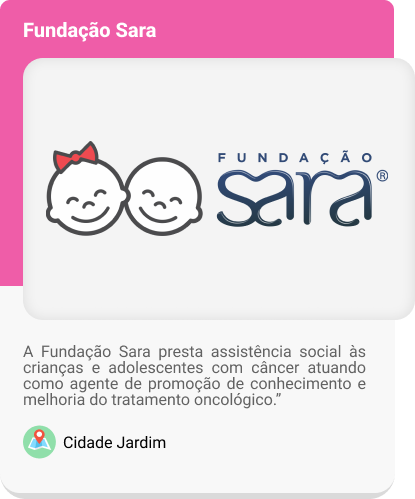 Fundação Sara
FUNDAÇÃO
sara®
A Fundação Sara presta assistência social às
crianças e adolescentes com câncer atuando
como agente de promoção de conhecimento e
melhoria do tratamento oncológico.”
Cidade Jardim